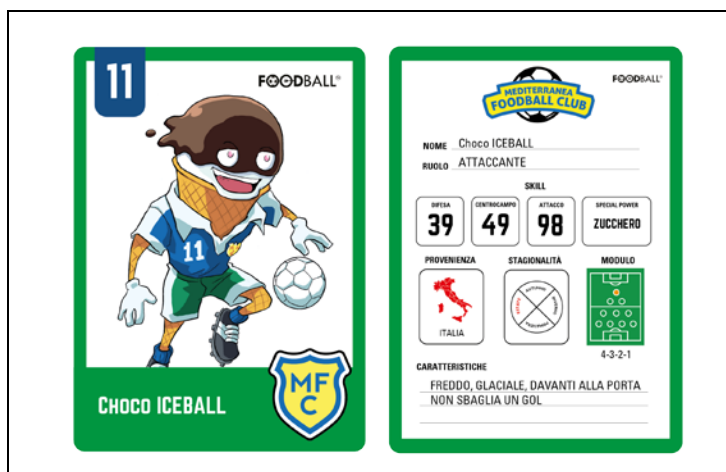 11
FOODBALL®
11
MFC
Choco ICEBALL
MEDITERRANEA
FOODBALL CLUB
FOODBALL®
NOME Choco ICEBALL
RUOLO ATTACCANTE
SKILL
DIFESA CENTROCAMPO ATTACCO SPECIAL POWER
39 49 98 ZUCCHERO
PROVENIENZA STAGIONALITÀ MODULO
ITALIA
4-3-2-1
CARATTERISTICHE
FREDDO, GLACIALE, DAVANTI ALLA PORTA
NON SBAGLIA UN GOL